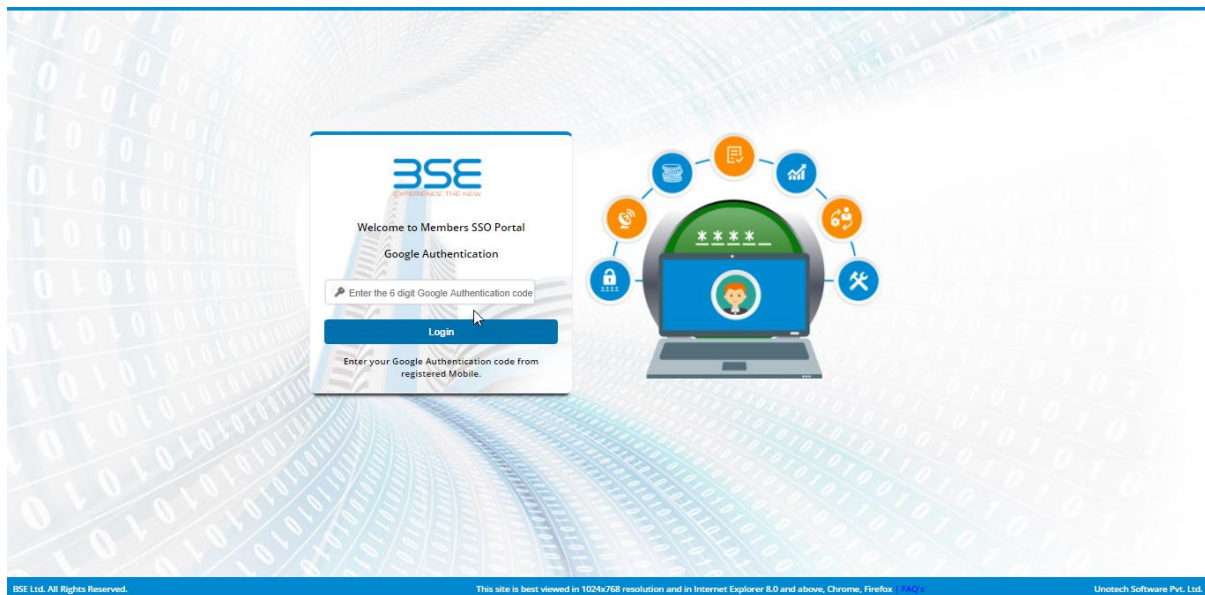 BSE
EXPERIENCE THE NEW
Welcome to Members SSO Portal
Google Authentication
Enter the 6 digit Google Authentication code
Login
Enter your Google Authentication code from
registered Mobile.
****_
BSE Ltd. All Rights Reserved.
This site is best viewed in 1024x768 resolution and in Internet Explorer 8.0 and above, Chrome, Firefox | FAQ's
Unotech Software Pvt. Ltd.